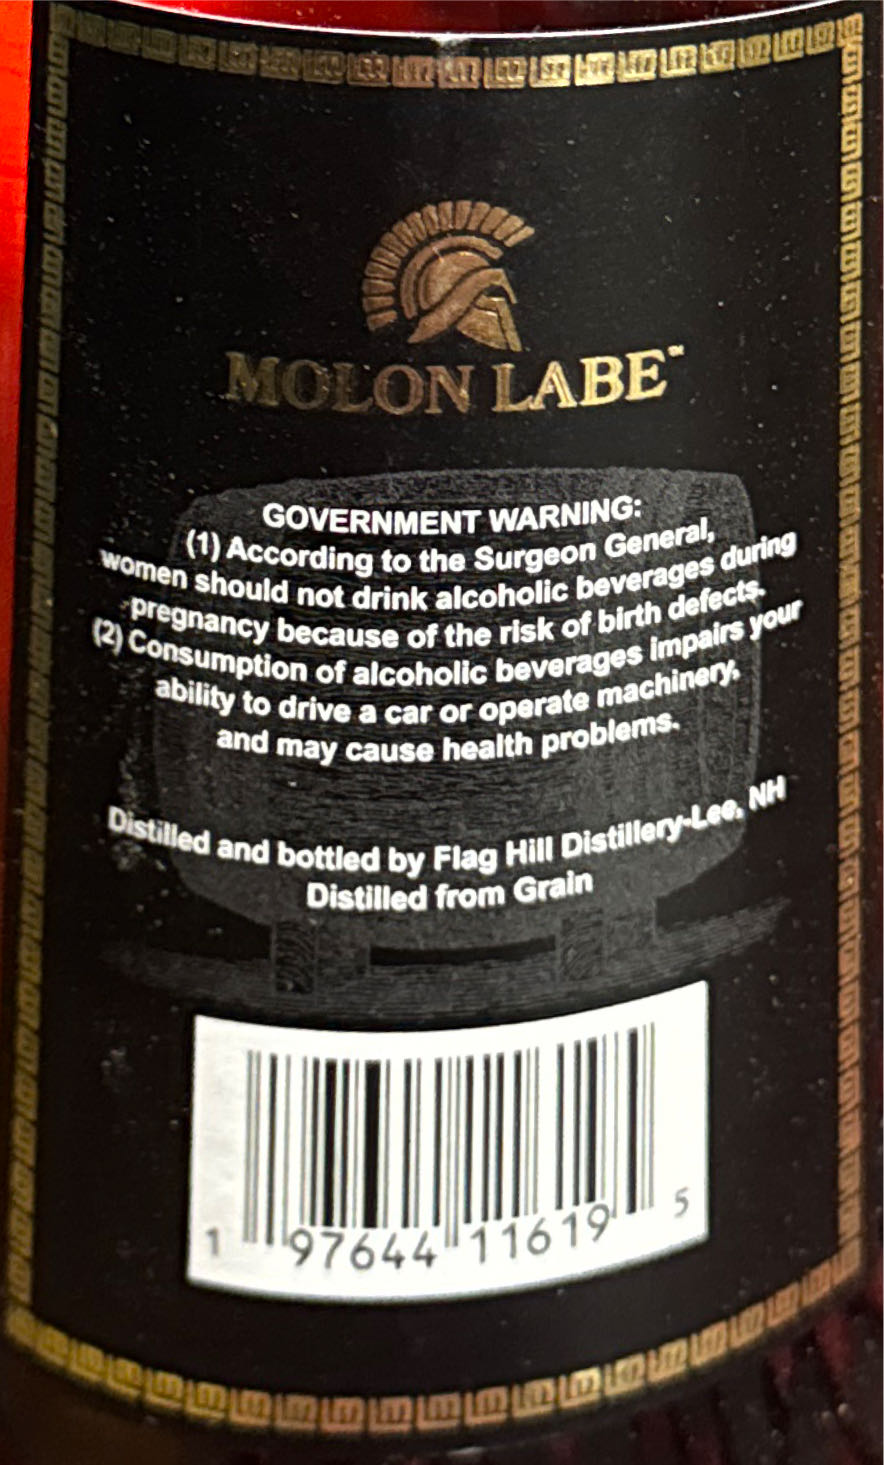 MOLON LABE™
GOVERNMENT WARNING:
(1) According to the Surgeon General,
women should not drink alcoholic beverages during
pregnancy because of the risk of birth defects.
(2) Consumption of alcoholic beverages impairs your
ability to drive a car or operate machinery,
and may cause health problems.
Distilled and bottled by Flag Hill Distillery-Lee, NH
Distilled from Grain
1 97644 11619 5